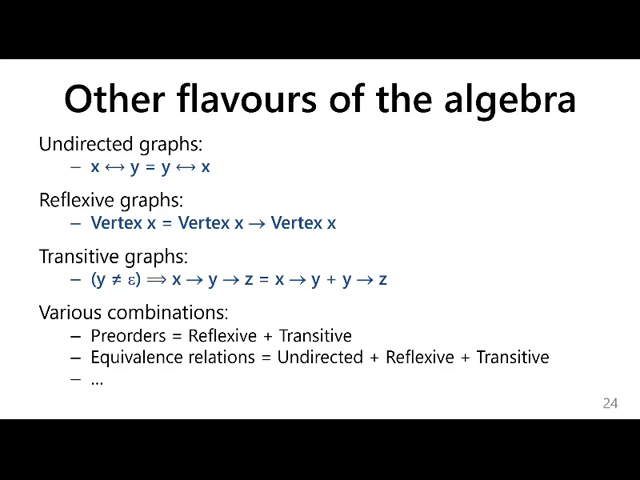 Other flavours of the algebra
Undirected graphs:
– x ↔ y = y ↔ x
Reflexive graphs:
– Vertex x = Vertex x → Vertex x
Transitive graphs:
– (y ≠ ε) ⟹ x → y → z = x → y + y → z
Various combinations:
– Preorders = Reflexive + Transitive
– Equivalence relations = Undirected + Reflexive + Transitive
– ...
24